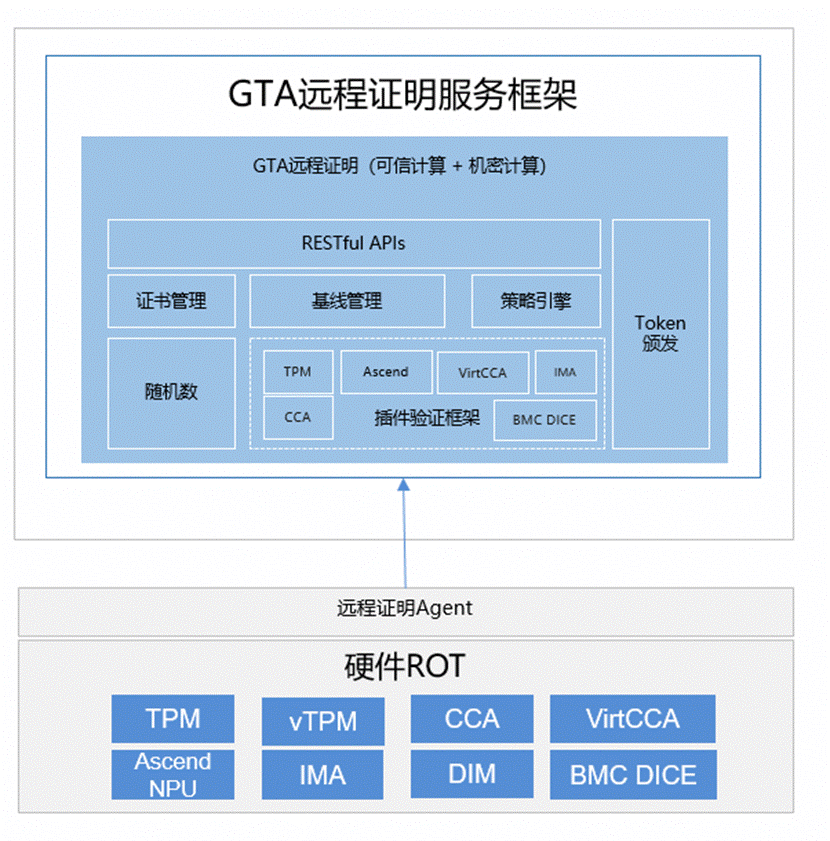 GTA远程证明服务框架
GTA远程证明（可信计算 + 机密计算）
RESTful APIs
证书管理
基线管理
策略引擎
Token
颁发
随机数
TPM
Ascend
VirtCCA
IMA
CCA
插件验证框架
BMC DICE
远程证明Agent
硬件ROT
TPM
vTPM
CCA
VirtCCA
Ascend
NPU
IMA
DIM
BMC DICE